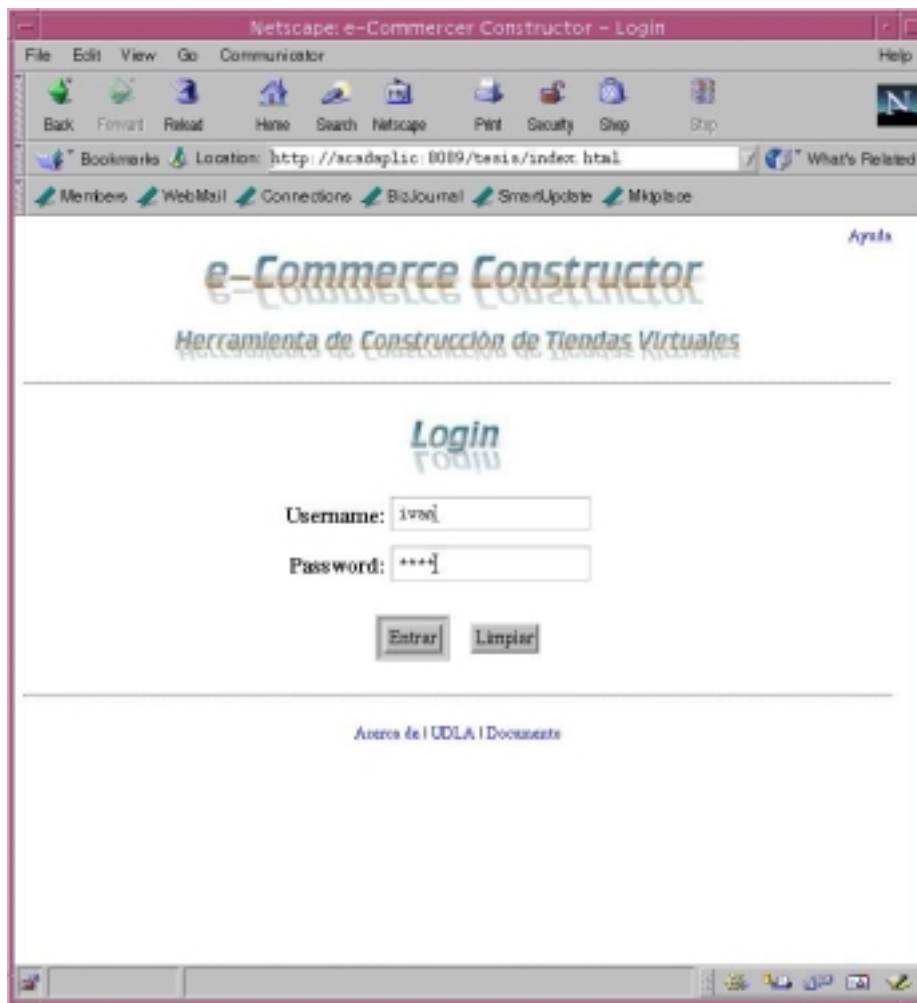 Netscape: e-Commercer Constructor - Login
File Edit View Go Communicator Help
Back Forward Reload Home Search Netscape Print Security Shop Stop
N
Bookmarks Location: http://acadaplic:8089/tesis/index.html What's Related
Members WebMail Connections BizJournal SmartUpdate Mktplace
Ayuda
e-Commerce Constructor
Herramienta de Construcción de Tiendas Virtuales
Login
Username: ivan
Password: ****
Entrar Limpiar
Acerca de | UDLA | Documento